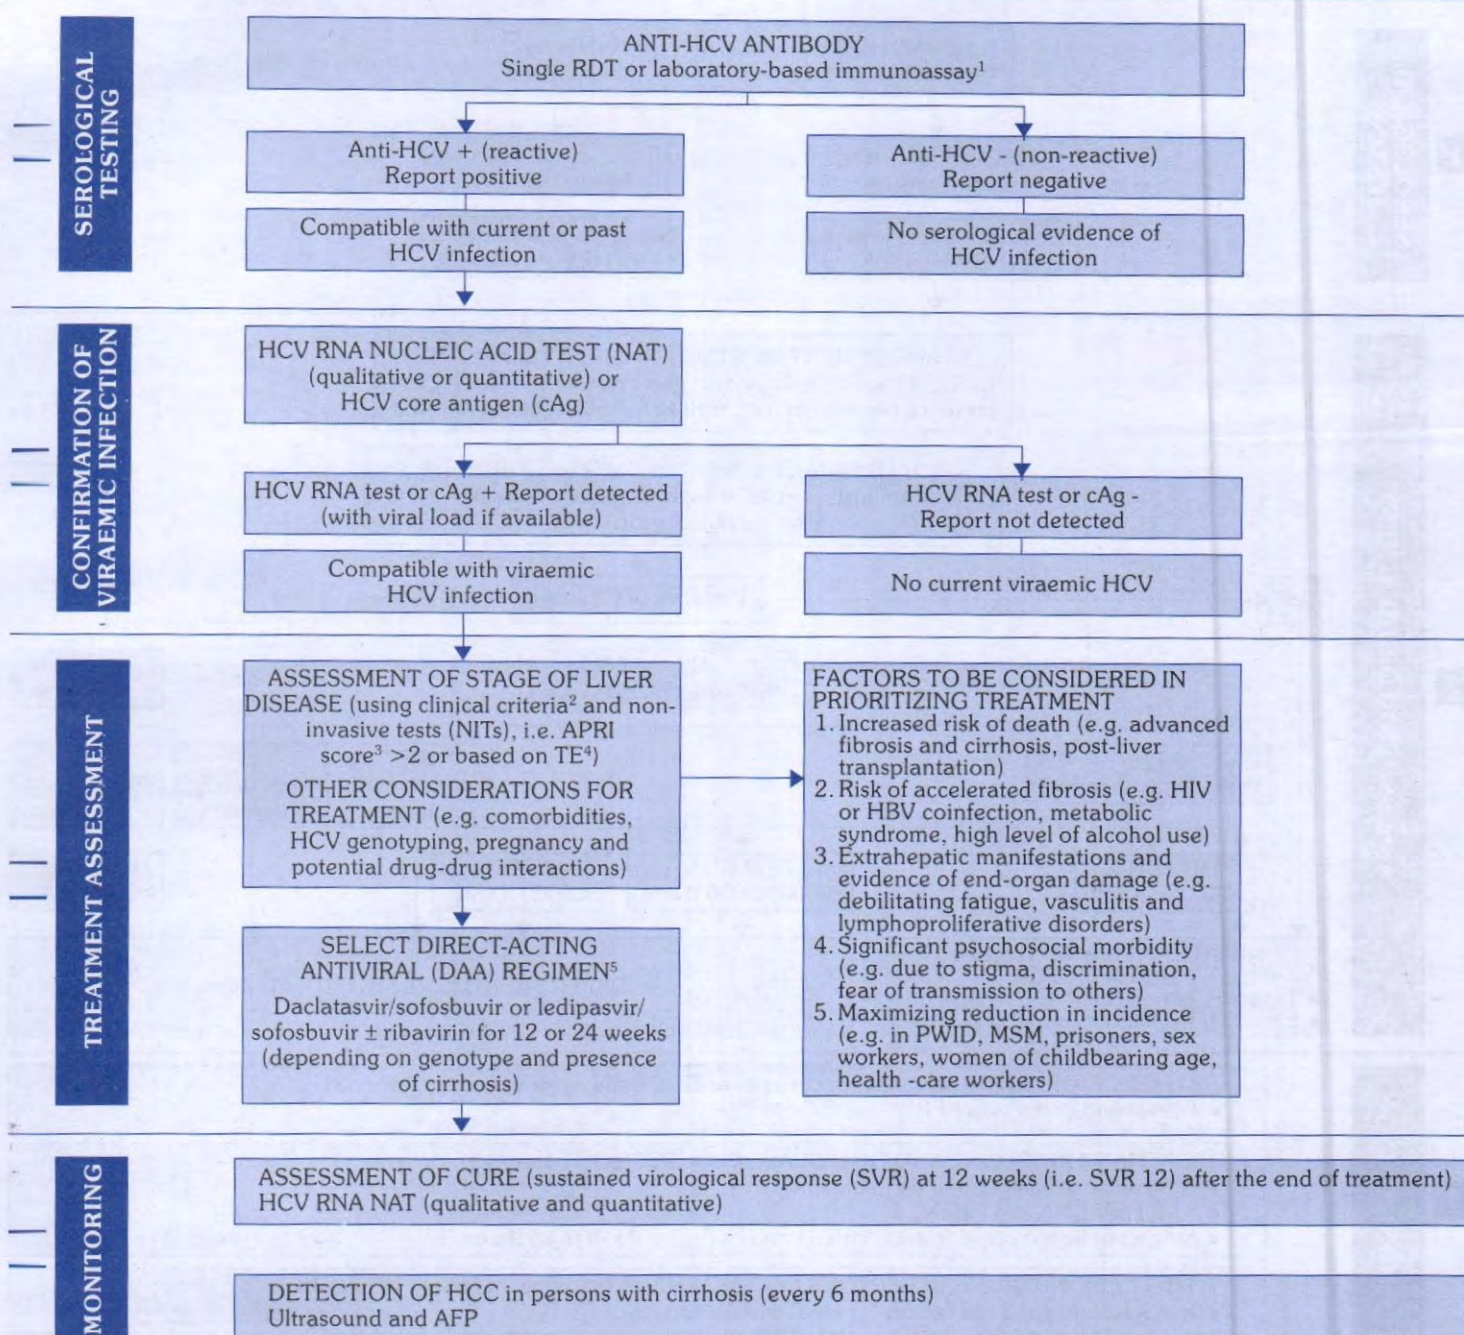 SEROLOGICAL
TESTING
ANTI-HCV ANTIBODY
Single RDT or laboratory-based immunoassay¹
Anti-HCV + (reactive)
Report positive
Anti-HCV - (non-reactive)
Report negative
Compatible with current or past
HCV infection
No serological evidence of
HCV infection
CONFIRMATION OF
VIRAEMIC INFECTION
HCV RNA NUCLEIC ACID TEST (NAT)
(qualitative or quantitative) or
HCV core antigen (cAg)
HCV RNA test or cAg + Report detected
(with viral load if available)
HCV RNA test or cAg -
Report not detected
Compatible with viraemic
HCV infection
No current viraemic HCV
TREATMENT ASSESSMENT
ASSESSMENT OF STAGE OF LIVER
DISEASE (using clinical criteria² and non-
invasive tests (NITs), i.e. APRI
score³ >2 or based on TE⁴)
OTHER CONSIDERATIONS FOR
TREATMENT (e.g. comorbidities,
HCV genotyping, pregnancy and
potential drug-drug interactions)
SELECT DIRECT-ACTING
ANTIVIRAL (DAA) REGIMEN⁵
Daclatasvir/sofosbuvir or ledipasvir/
sofosbuvir ± ribavirin for 12 or 24 weeks
(depending on genotype and presence
of cirrhosis)
FACTORS TO BE CONSIDERED IN
PRIORITIZING TREATMENT
1. Increased risk of death (e.g. advanced
fibrosis and cirrhosis, post-liver
transplantation)
2. Risk of accelerated fibrosis (e.g. HIV
or HBV coinfection, metabolic
syndrome, high level of alcohol use)
3. Extrahepatic manifestations and
evidence of end-organ damage (e.g.
debilitating fatigue, vasculitis and
lymphoproliferative disorders)
4. Significant psychosocial morbidity
(e.g. due to stigma, discrimination,
fear of transmission to others)
5. Maximizing reduction in incidence
(e.g. in PWID, MSM, prisoners, sex
workers, women of childbearing age,
health -care workers)
MONITORING
ASSESSMENT OF CURE (sustained virological response (SVR) at 12 weeks (i.e. SVR 12) after the end of treatment)
HCV RNA NAT (qualitative and quantitative)
DETECTION OF HCC in persons with cirrhosis (every 6 months)
Ultrasound and AFP